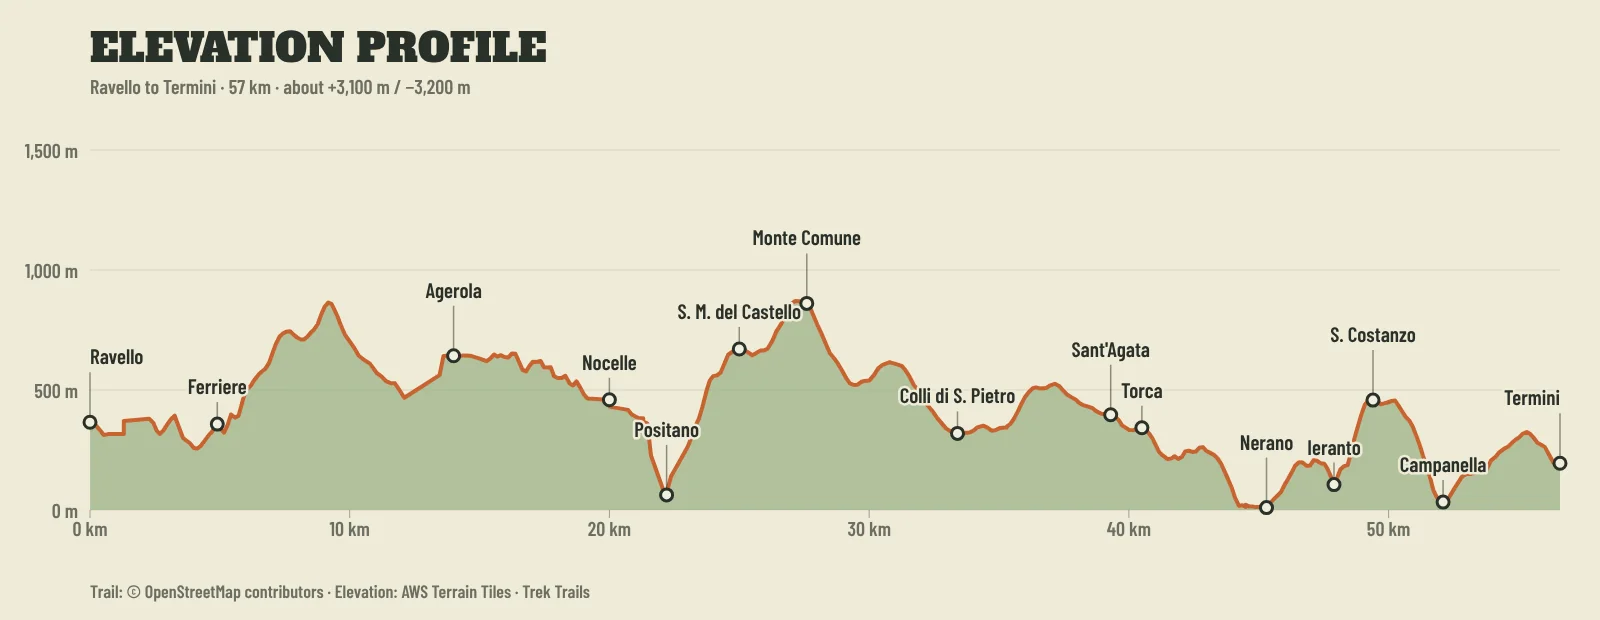 ELEVATION PROFILE
Ravello to Termini · 57 km · about +3,100 m / −3,200 m
1,500 m
Monte Comune
1,000 m
Agerola
S. M. del Castello
S. Costanzo
Sant'Agata
Ravello
Nocelle
Ferriere
500 m
Torca
Colli di S. Pietro
Termini
Positano
Nerano
Ieranto
Campanella
0 m
0 km
10 km
20 km
30 km
40 km
50 km
Trail: © OpenStreetMap contributors · Elevation: AWS Terrain Tiles · Trek Trails